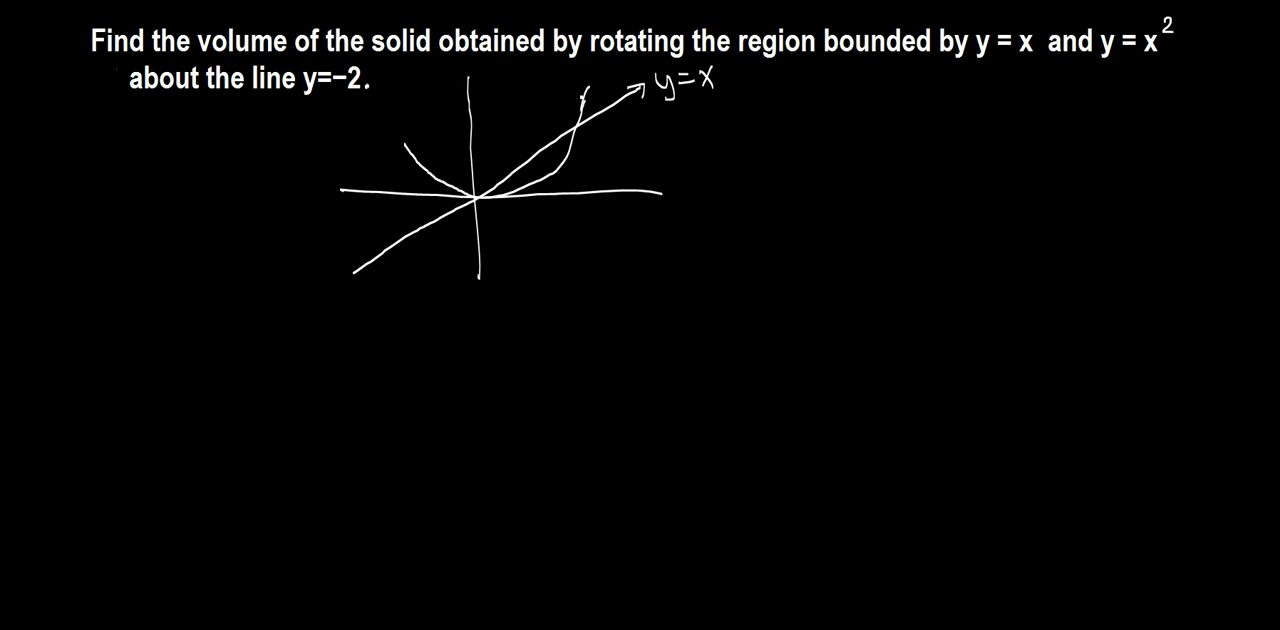 Find the volume of the solid obtained by rotating the region bounded by y = x and y = x²
about the line y=−2.
y=x